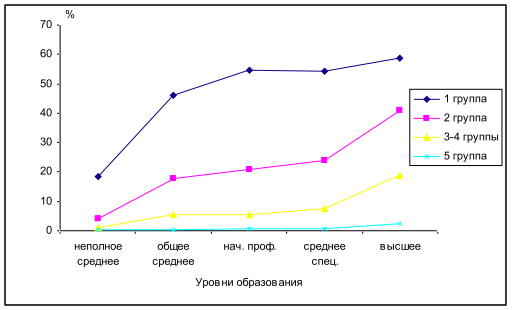 %
70
60
50
40
30
20
10
0
неполное среднее
общее среднее
нач. проф.
среднее спец.
высшее
Уровни образования
1 группа
2 группа
3-4 группы
5 группа